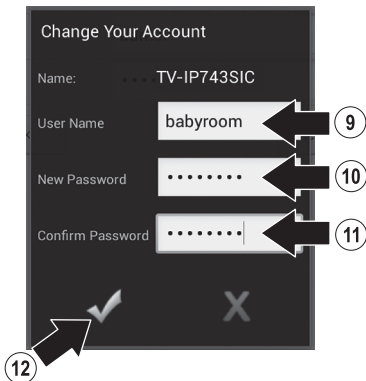 Change Your Account
Name: TV-IP743SIC
User Name babyroom 9
New Password •••••••• 10
Confirm Password •••••••• 11
X
12